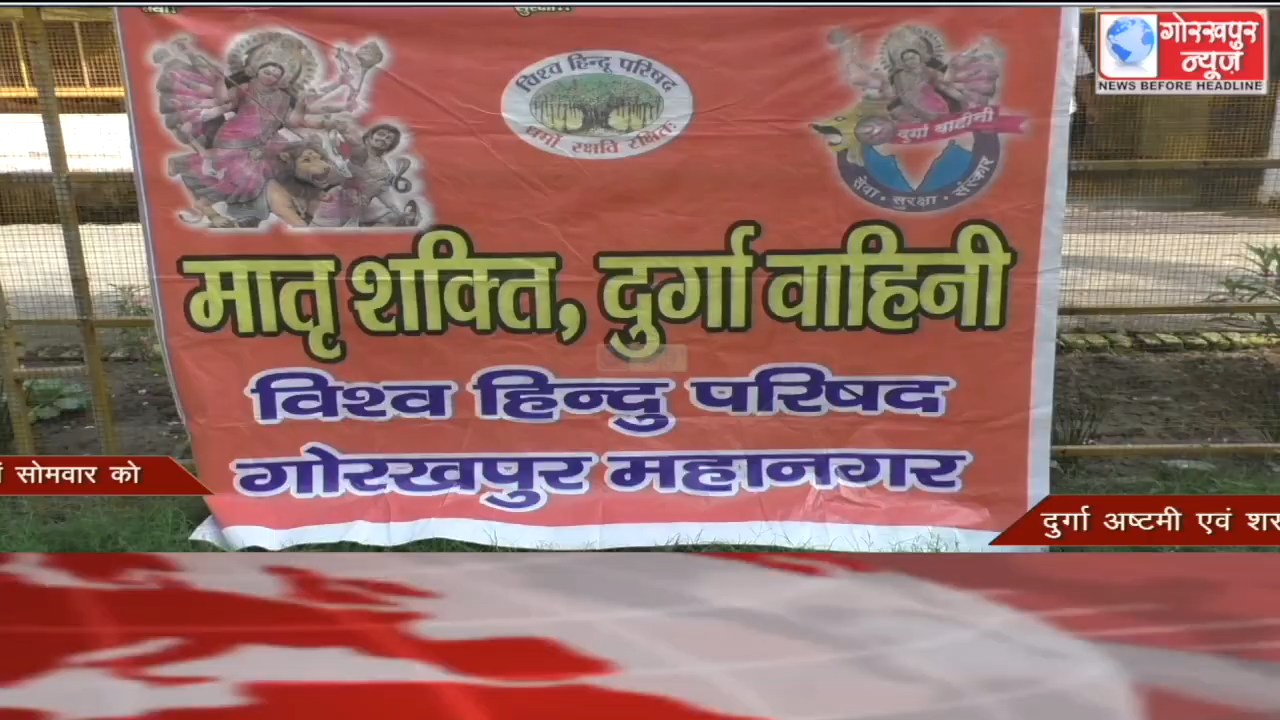 गोरखपुर
न्यूज़
NEWS BEFORE HEADLINE
विश्व हिन्दू परिषद
धर्मो रक्षति रक्षितः
दुर्गा वाहीनी
सेवा • सुरक्षा • संस्कार
मातृ शक्ति, दुर्गा वाहिनी
विश्व हिन्दु परिषद
गोरखपुर महानगर
सोमवार को
दुर्गा अष्टमी एवं